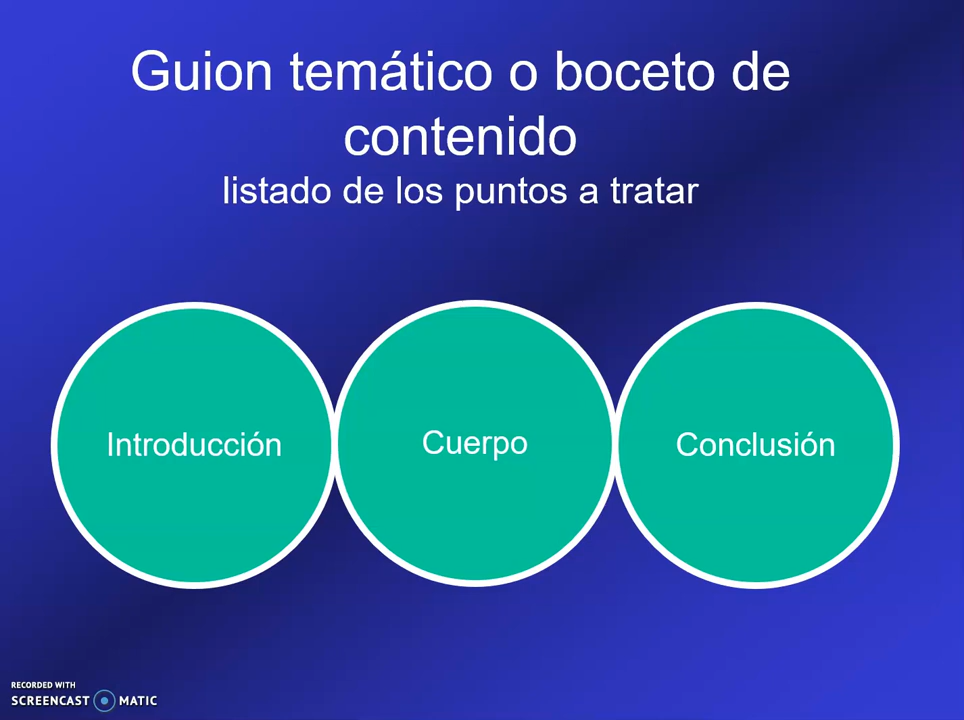 Guion temático o boceto de
contenido
listado de los puntos a tratar
Introducción
Cuerpo
Conclusión
RECORDED WITH
SCREENCAST MATIC